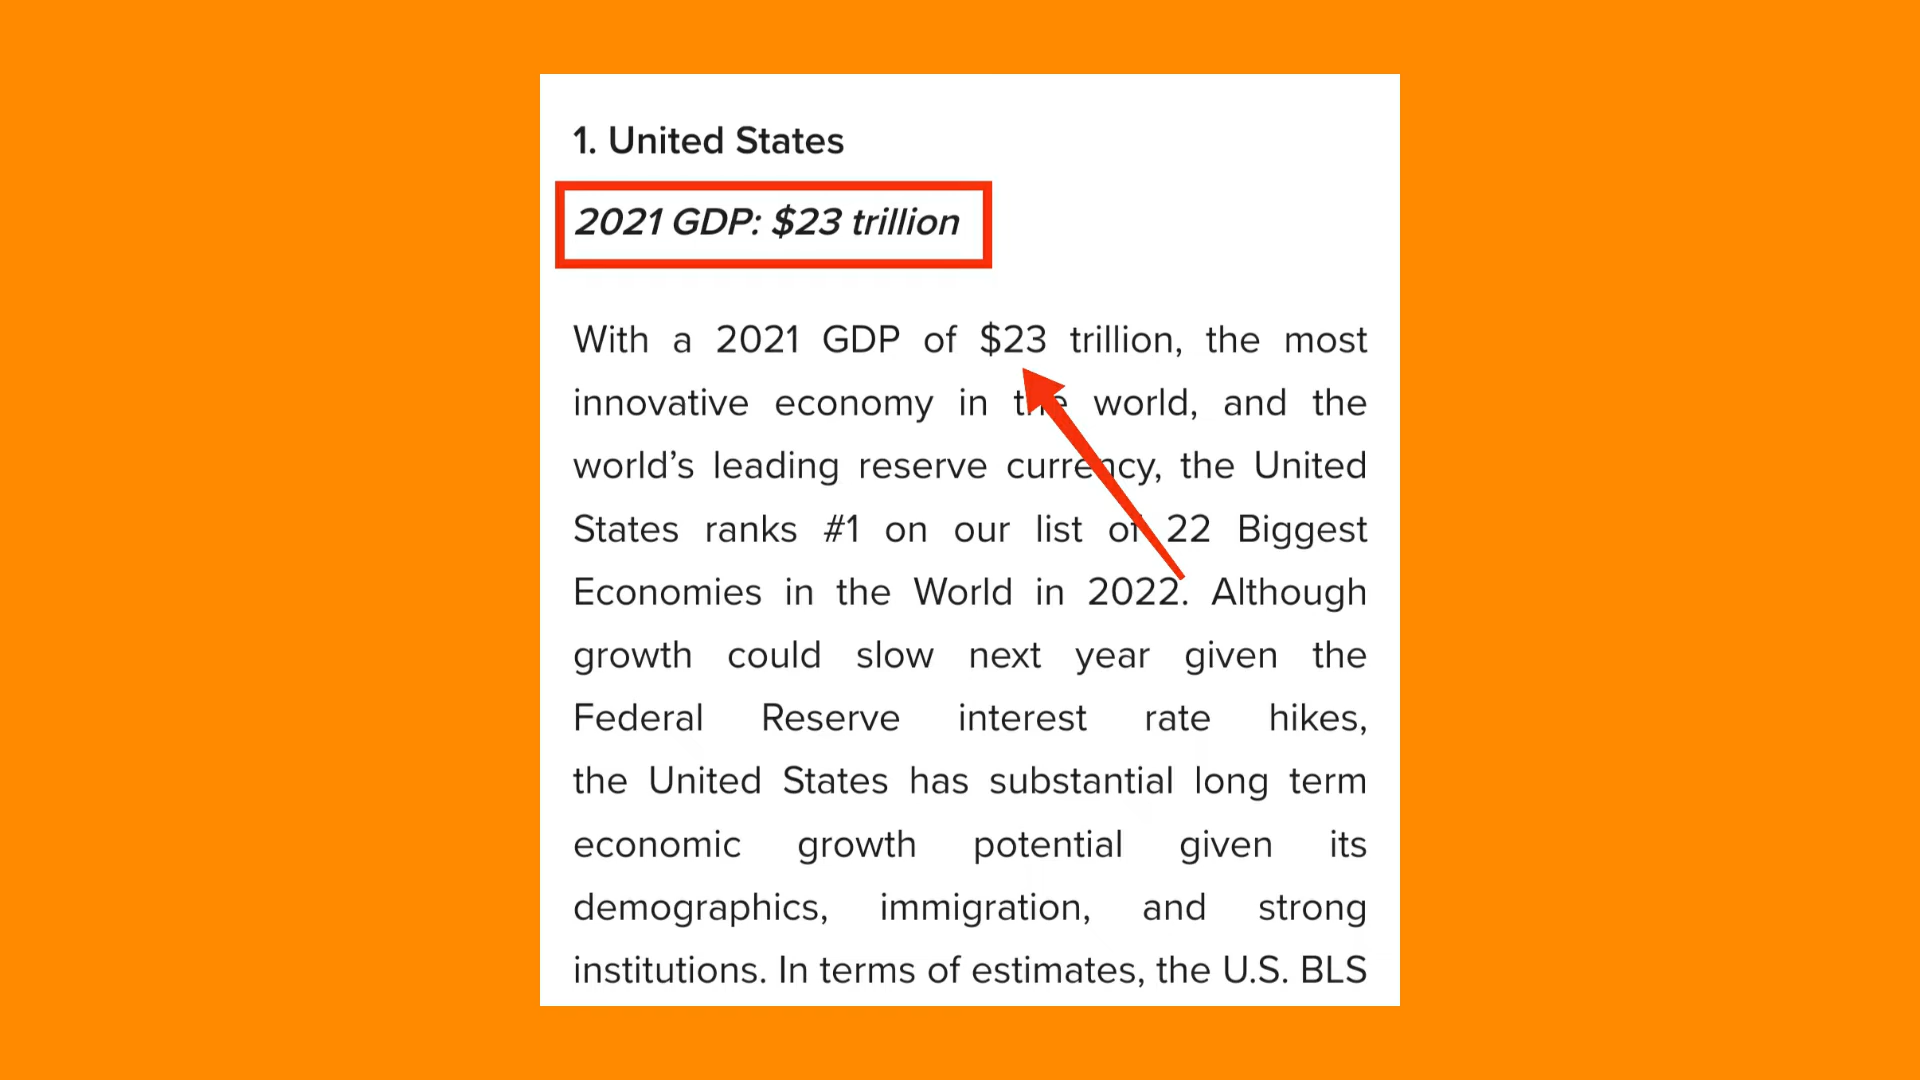 1. United States
2021 GDP: $23 trillion
With a 2021 GDP of $23 trillion, the most
innovative economy in the world, and the
world’s leading reserve currency, the United
States ranks #1 on our list of 22 Biggest
Economies in the World in 2022. Although
growth could slow next year given the
Federal Reserve interest rate hikes,
the United States has substantial long term
economic growth potential given its
demographics, immigration, and strong
institutions. In terms of estimates, the U.S. BLS